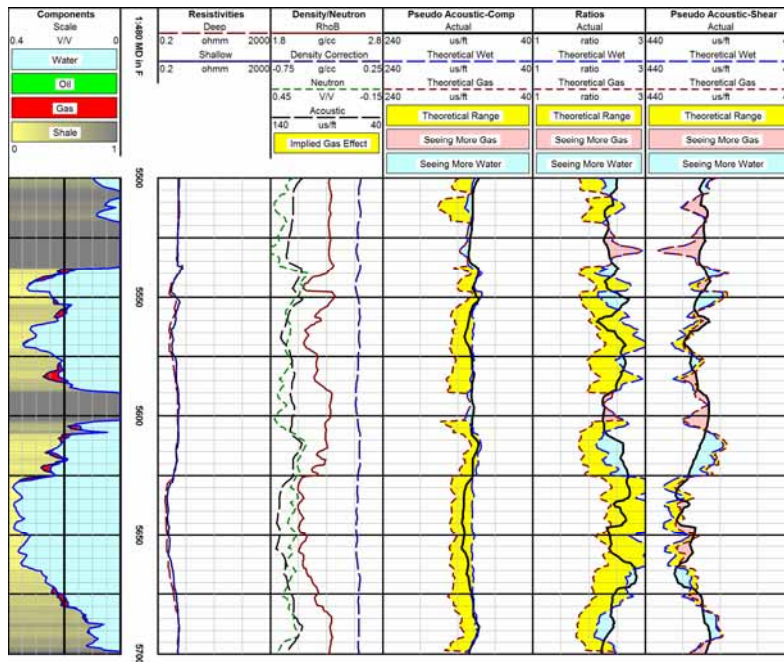 Components
Scale
0.4 V/V 0
Water
Oil
Gas
Shale
0 1
1:480 MD in F
Resistivities
Deep
0.2 ohmm 2000
Shallow
0.2 ohmm 2000
Density/Neutron
RhoB
1.8 g/cc 2.8
Density Correction
-0.75 g/cc 0.25
Neutron
0.45 V/V -0.15
Acoustic
140 us/ft 40
Implied Gas Effect
Pseudo Acoustic-Comp
Actual
240 us/ft 40
Theoretical Wet
240 us/ft 40
Theoretical Gas
240 us/ft 40
Theoretical Range
Seeing More Gas
Seeing More Water
Ratios
Actual
1 ratio 3
Theoretical Wet
1 ratio 3
Theoretical Gas
1 ratio 3
Theoretical Range
Seeing More Gas
Seeing More Water
Pseudo Acoustic-Shear
Actual
440 us/ft 40
Theoretical Wet
440 us/ft 40
Theoretical Gas
440 us/ft 40
Theoretical Range
Seeing More Gas
Seeing More Water
5500
5550
5600
5650
5700